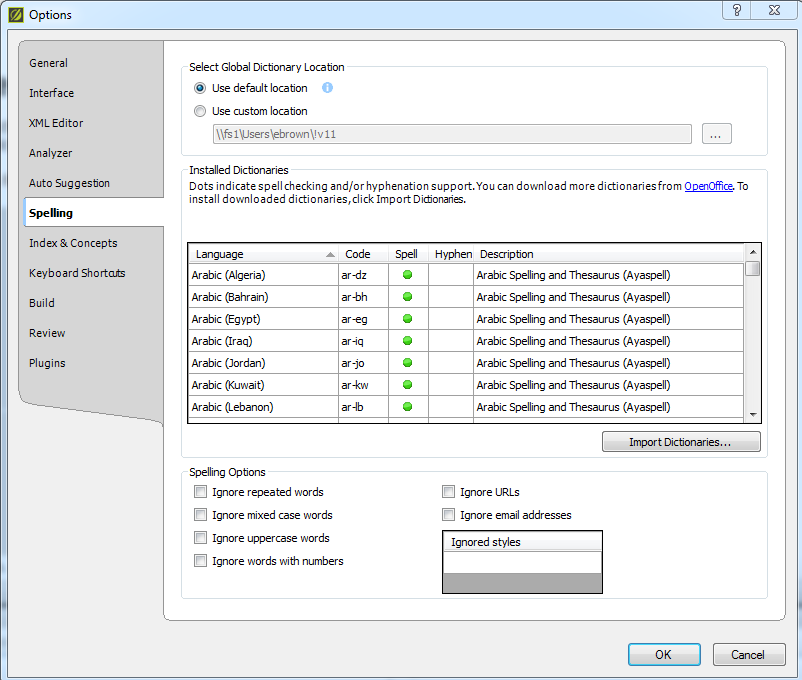 Options
General
Interface
XML Editor
Analyzer
Auto Suggestion
Spelling
Index & Concepts
Keyboard Shortcuts
Build
Review
Plugins
Select Global Dictionary Location
Use default location
Use custom location
\\fs1\Users\ebrown\!v11
...
Installed Dictionaries
Dots indicate spell checking and/or hyphenation support. You can download more dictionaries from OpenOffice. To
install downloaded dictionaries, click Import Dictionaries.
Language Code Spell Hyphen Description
Arabic (Algeria) ar-dz Arabic Spelling and Thesaurus (Ayaspell)
Arabic (Bahrain) ar-bh Arabic Spelling and Thesaurus (Ayaspell)
Arabic (Egypt) ar-eg Arabic Spelling and Thesaurus (Ayaspell)
Arabic (Iraq) ar-iq Arabic Spelling and Thesaurus (Ayaspell)
Arabic (Jordan) ar-jo Arabic Spelling and Thesaurus (Ayaspell)
Arabic (Kuwait) ar-kw Arabic Spelling and Thesaurus (Ayaspell)
Arabic (Lebanon) ar-lb Arabic Spelling and Thesaurus (Ayaspell)
Import Dictionaries...
Spelling Options
Ignore repeated words Ignore URLs
Ignore mixed case words Ignore email addresses
Ignore uppercase words Ignored styles
Ignore words with numbers
OK Cancel